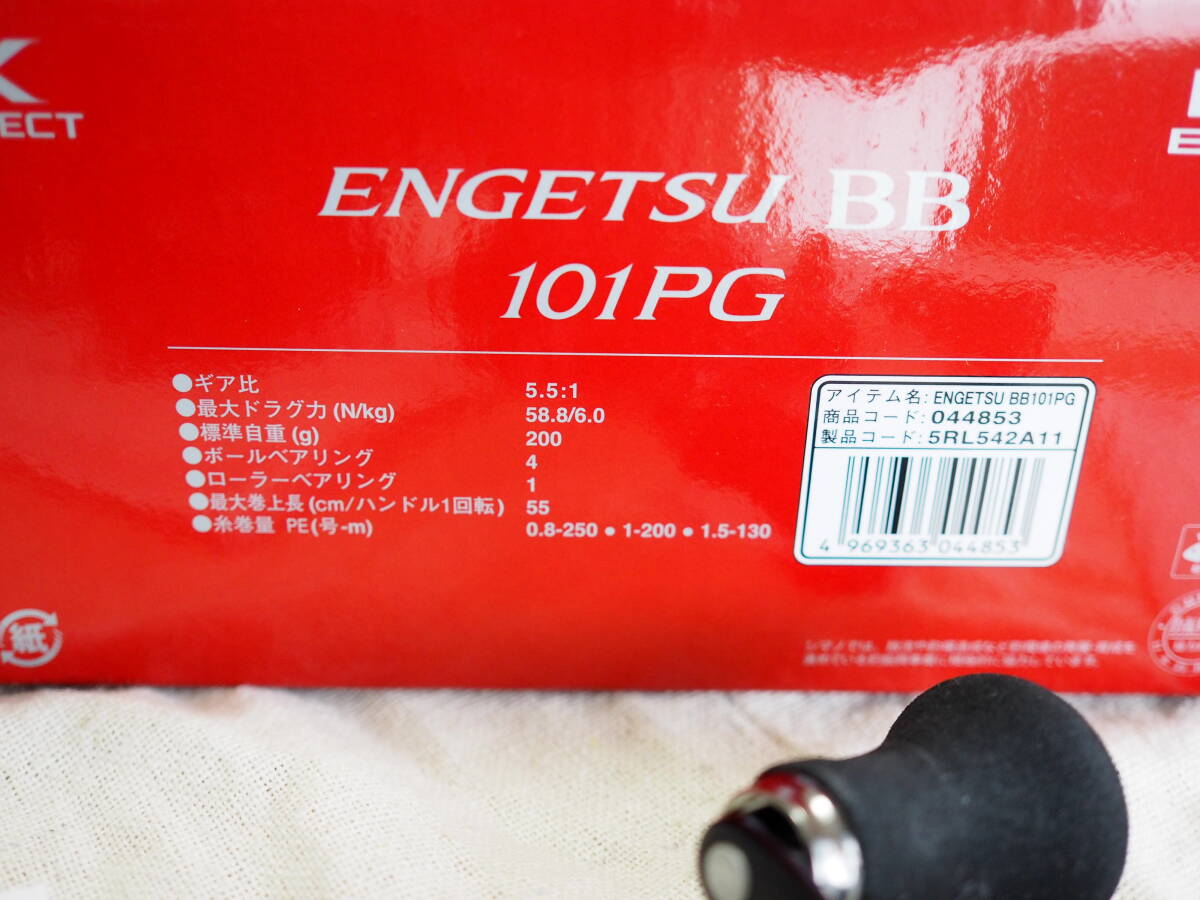 ECT
ENGETSU BB
101PG
●ギア比 5.5:1
●最大ドラグ力(N/kg) 58.8/6.0
●標準自重(g) 200
●ボールベアリング 4
●ローラーベアリング 1
●最大巻上長(cm/ハンドル1回転) 55
●糸巻量 PE(号-m) 0.8-250 ● 1-200 ● 1.5-130
アイテム名: ENGETSU BB101PG
商品コード: 044853
製品コード: 5RL542A11
4 969363 044853
紙